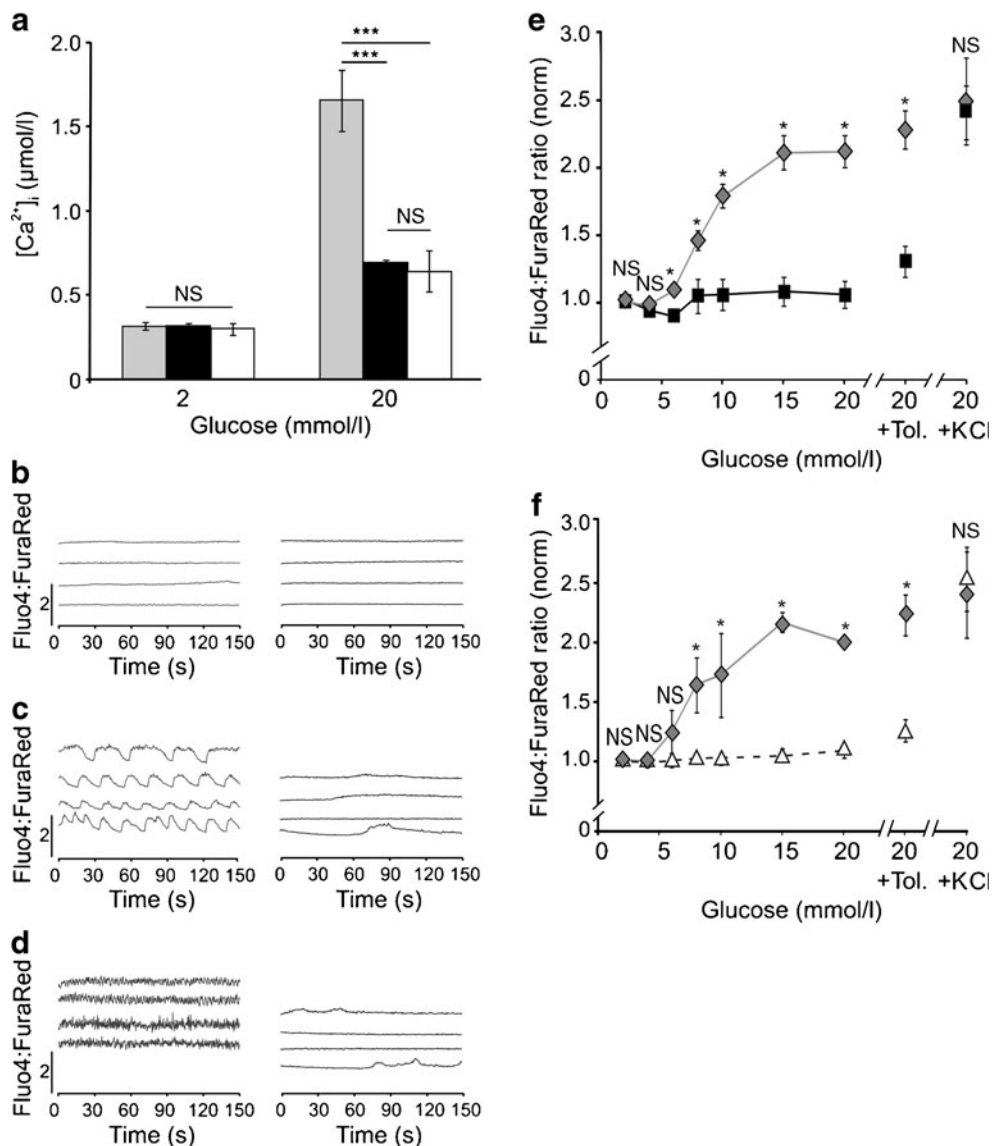 a
***
***
2.0
1.5
1.0
0.5
0
[Ca2+]i (μmol/l)
NS
NS
2 20
Glucose (mmol/l)
b
Fluo4:FuraRed
2
0 30 60 90 120 150
Time (s)
0 30 60 90 120 150
Time (s)
c
Fluo4:FuraRed
2
0 30 60 90 120 150
Time (s)
0 30 60 90 120 150
Time (s)
d
Fluo4:FuraRed
2
0 30 60 90 120 150
Time (s)
0 30 60 90 120 150
Time (s)
e
Fluo4:FuraRed ratio (norm)
3.0
2.5
2.0
1.5
1.0
0
NS NS * * * * * * NS
0 5 10 15 20 20 20
+Tol. +KCl
Glucose (mmol/l)
f
Fluo4:FuraRed ratio (norm)
3.0
2.5
2.0
1.5
1.0
0
NS NS NS * * * * * NS
0 5 10 15 20 20 20
+Tol. +KCl
Glucose (mmol/l)